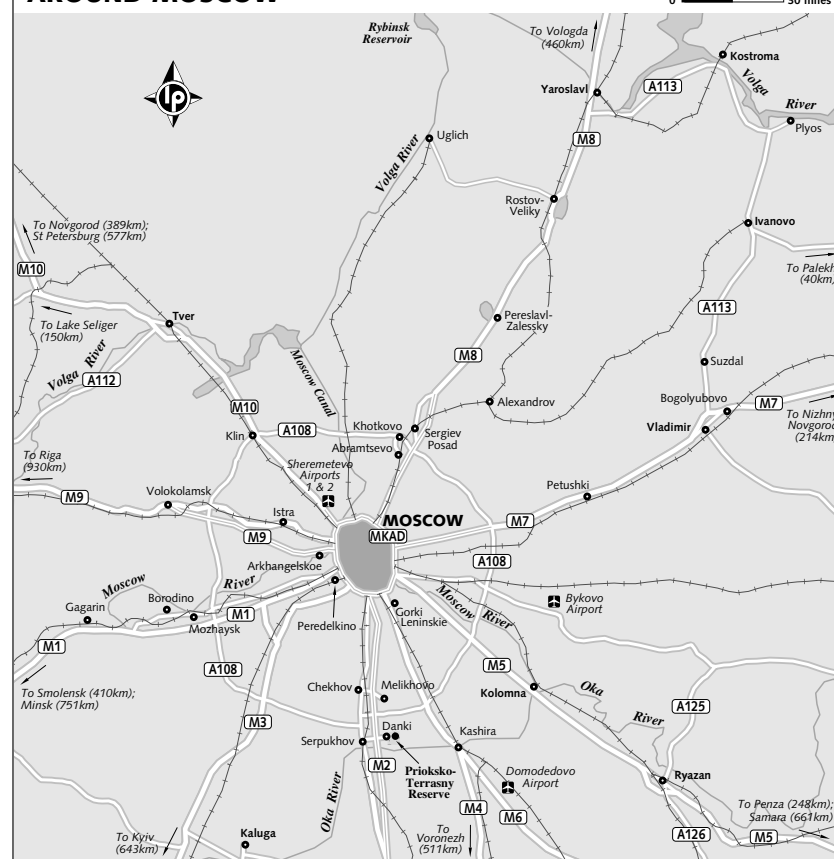 AROUND MOSCOW
0
30 miles
Rybinsk
Reservoir
To Vologda
(460km)
Kostroma
Yaroslavl
A113
Volga
River
lp
Plyos
Uglich
M8
Volga River
Rostov-
Veliky
Ivanovo
To Novgorod (389km);
St Petersburg (577km)
M10
To Palekh
(40km)
A113
Tver
Pereslavl-
Zalessky
To Lake Seliger
(150km)
M8
Moscow Canal
Suzdal
Volga River
A112
Alexandrov
Bogolyubovo
M7
M10
Khotkovo
Vladimir
To Nizhny
Novgorod
(214km)
Klin
A108
Sergiev
Posad
Abramtsevo
To Riga
(930km)
Sheremetevo
Airports
1 & 2
M9
Volokolamsk
Petushki
Istra
MOSCOW
M7
M9
MKAD
Arkhangelskoe
A108
Moscow
River
Borodino
Gagarin
Bykovo
Airport
Moscow River
M1
Gorki
Leninskie
Mozhaysk
Peredelkino
M1
A108
M5
To Smolensk (410km);
Minsk (751km)
Chekhov
Melikhovo
Kolomna
Oka
River
A125
M3
Danki
Serpukhov
Kashira
M2
Prioksko-
Terrasny
Reserve
Domodedovo
Airport
Ryazan
Oka River
M4
M6
To Penza (248km);
Samara (661km)
To Kyiv
(643km)
Kaluga
To
Voronezh
(511km)
A126
M5